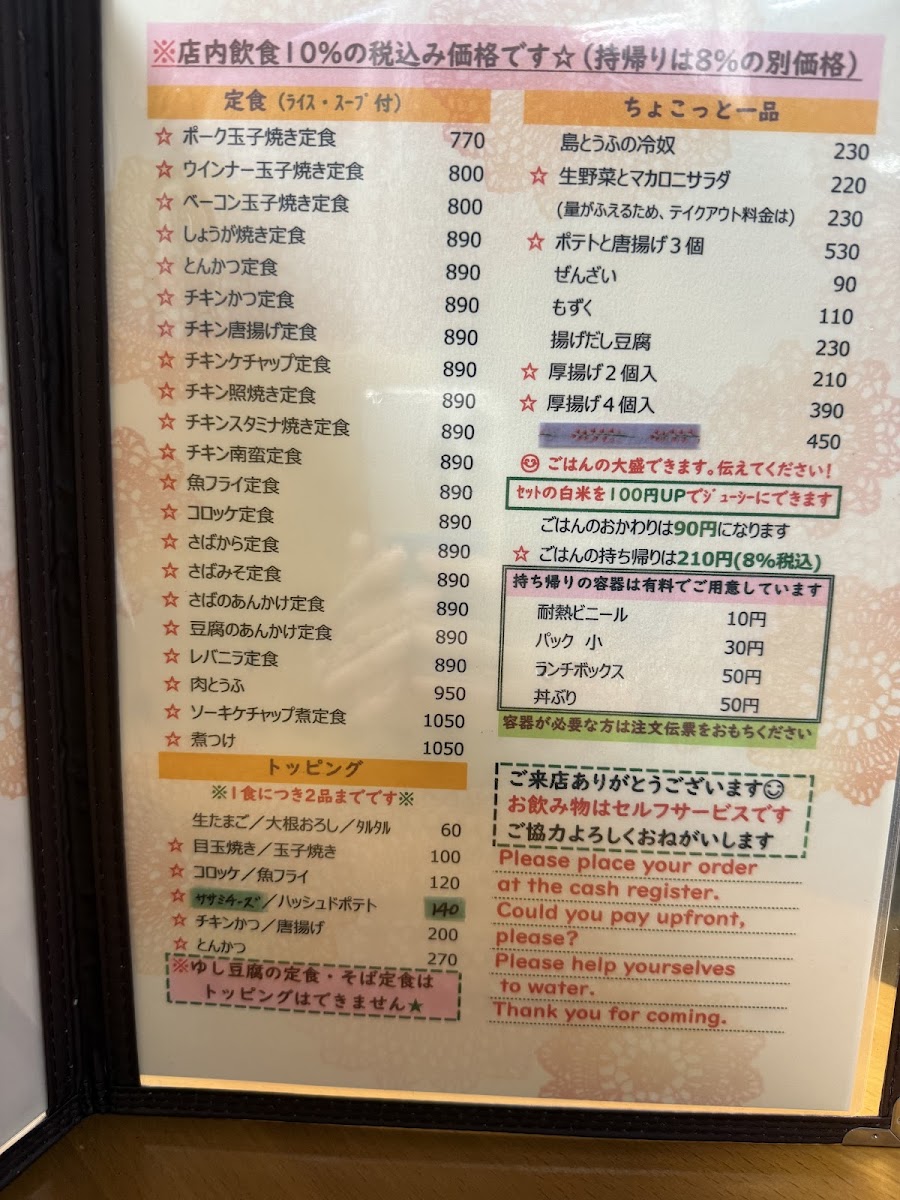 ※店内飲食10%の税込み価格です☆(持帰りは8%の別価格)
定食(ライス・スープ付)
☆ ポーク玉子焼き定食 770
☆ ウインナー玉子焼き定食 800
☆ ベーコン玉子焼き定食 800
☆ しょうが焼き定食 890
☆ とんかつ定食 890
☆ チキンかつ定食 890
☆ チキン唐揚げ定食 890
☆ チキンケチャップ定食 890
☆ チキン照焼き定食 890
☆ チキンスタミナ焼き定食 890
☆ チキン南蛮定食 890
☆ 魚フライ定食 890
☆ コロッケ定食 890
☆ さばから定食 890
☆ さばみそ定食 890
☆ さばのあんかけ定食 890
☆ 豆腐のあんかけ定食 890
☆ レバニラ定食 890
☆ 肉とうふ 950
☆ ソーキケチャップ煮定食 1050
☆ 煮つけ 1050
トッピング
※1食につき2品までです※
生たまご/大根おろし/タルタル 60
☆ 目玉焼き/玉子焼き 100
☆ コロッケ/魚フライ 120
☆ ササミチーズ/ハッシュドポテト 140
☆ チキンかつ/唐揚げ 200
☆ とんかつ 270
※ゆし豆腐の定食・そば定食は
トッピングはできません★
ちょこっと一品
島とうふの冷奴 230
☆ 生野菜とマカロニサラダ 220
(量がふえるため、テイクアウト料金は) 230
☆ ポテトと唐揚げ3個 530
ぜんざい 90
もずく 110
揚げだし豆腐 230
☆ 厚揚げ2個入 210
☆ 厚揚げ4個入 390
450
ごはんの大盛できます。伝えてください!
セットの白米を100円UPでジューシーにできます
ごはんのおかわりは90円になります
☆ ごはんの持ち帰りは210円(8%税込)
持ち帰りの容器は有料でご用意しています
耐熱ビニール 10円
パック 小 30円
ランチボックス 50円
丼ぶり 50円
容器が必要な方は注文伝票をおもちください
ご来店ありがとうございます
お飲み物はセルフサービスです
ご協力よろしくおねがいします
Please place your order
at the cash register.
Could you pay upfront,
please?
Please help yourselves
to water.
Thank you for coming.